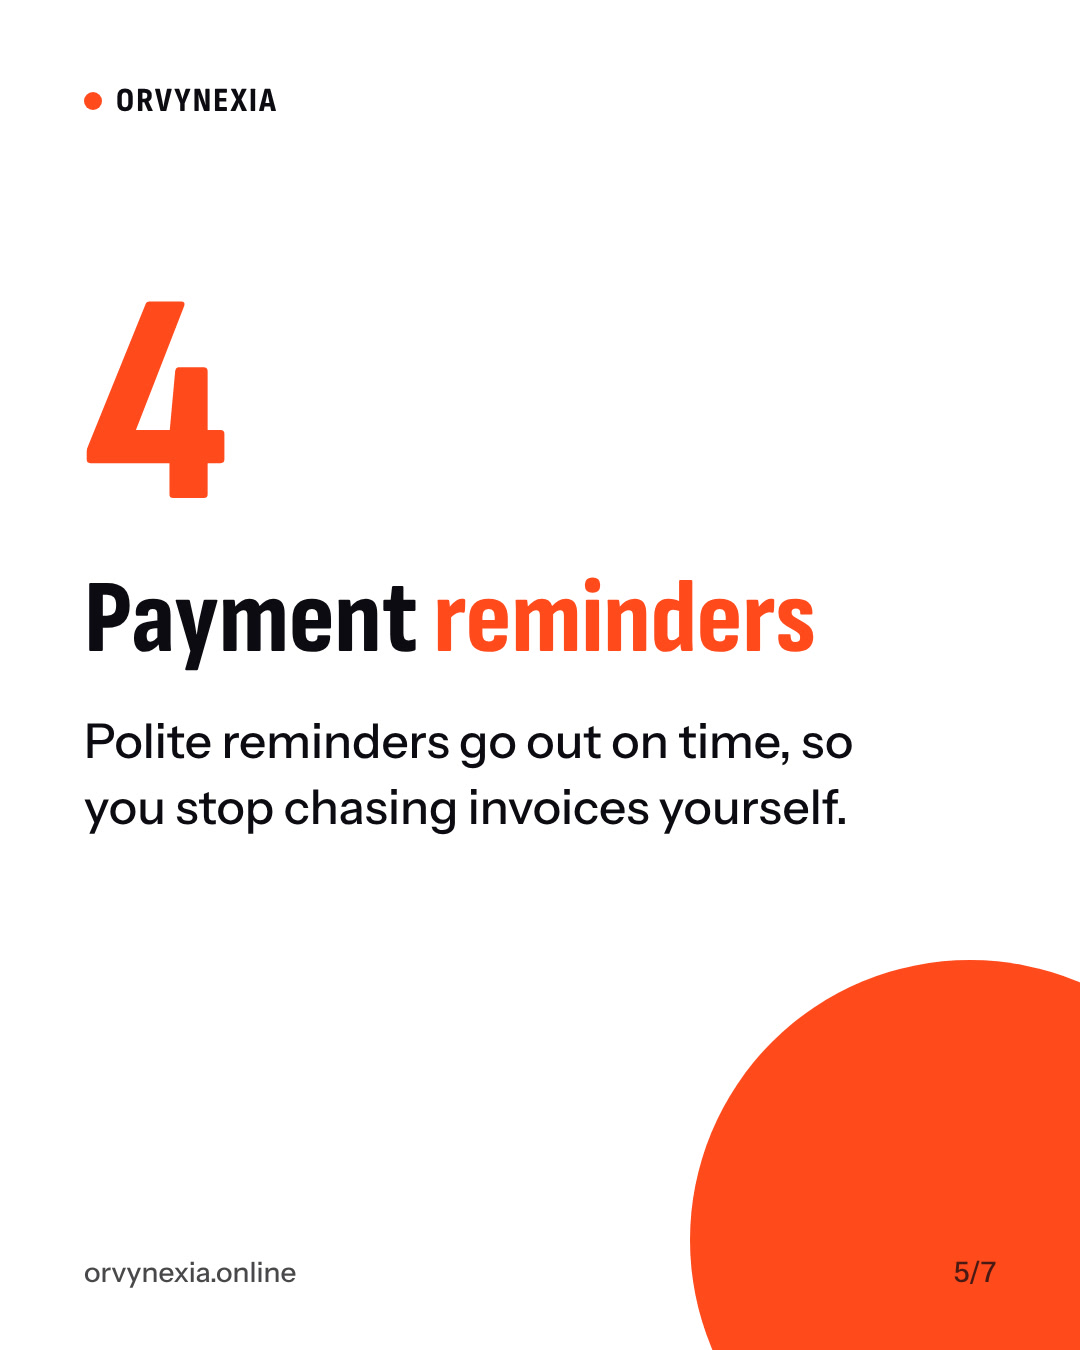 ORVYNEXIA
4
Payment reminders
Polite reminders go out on time, so
you stop chasing invoices yourself.
orvynexia.online
5/7